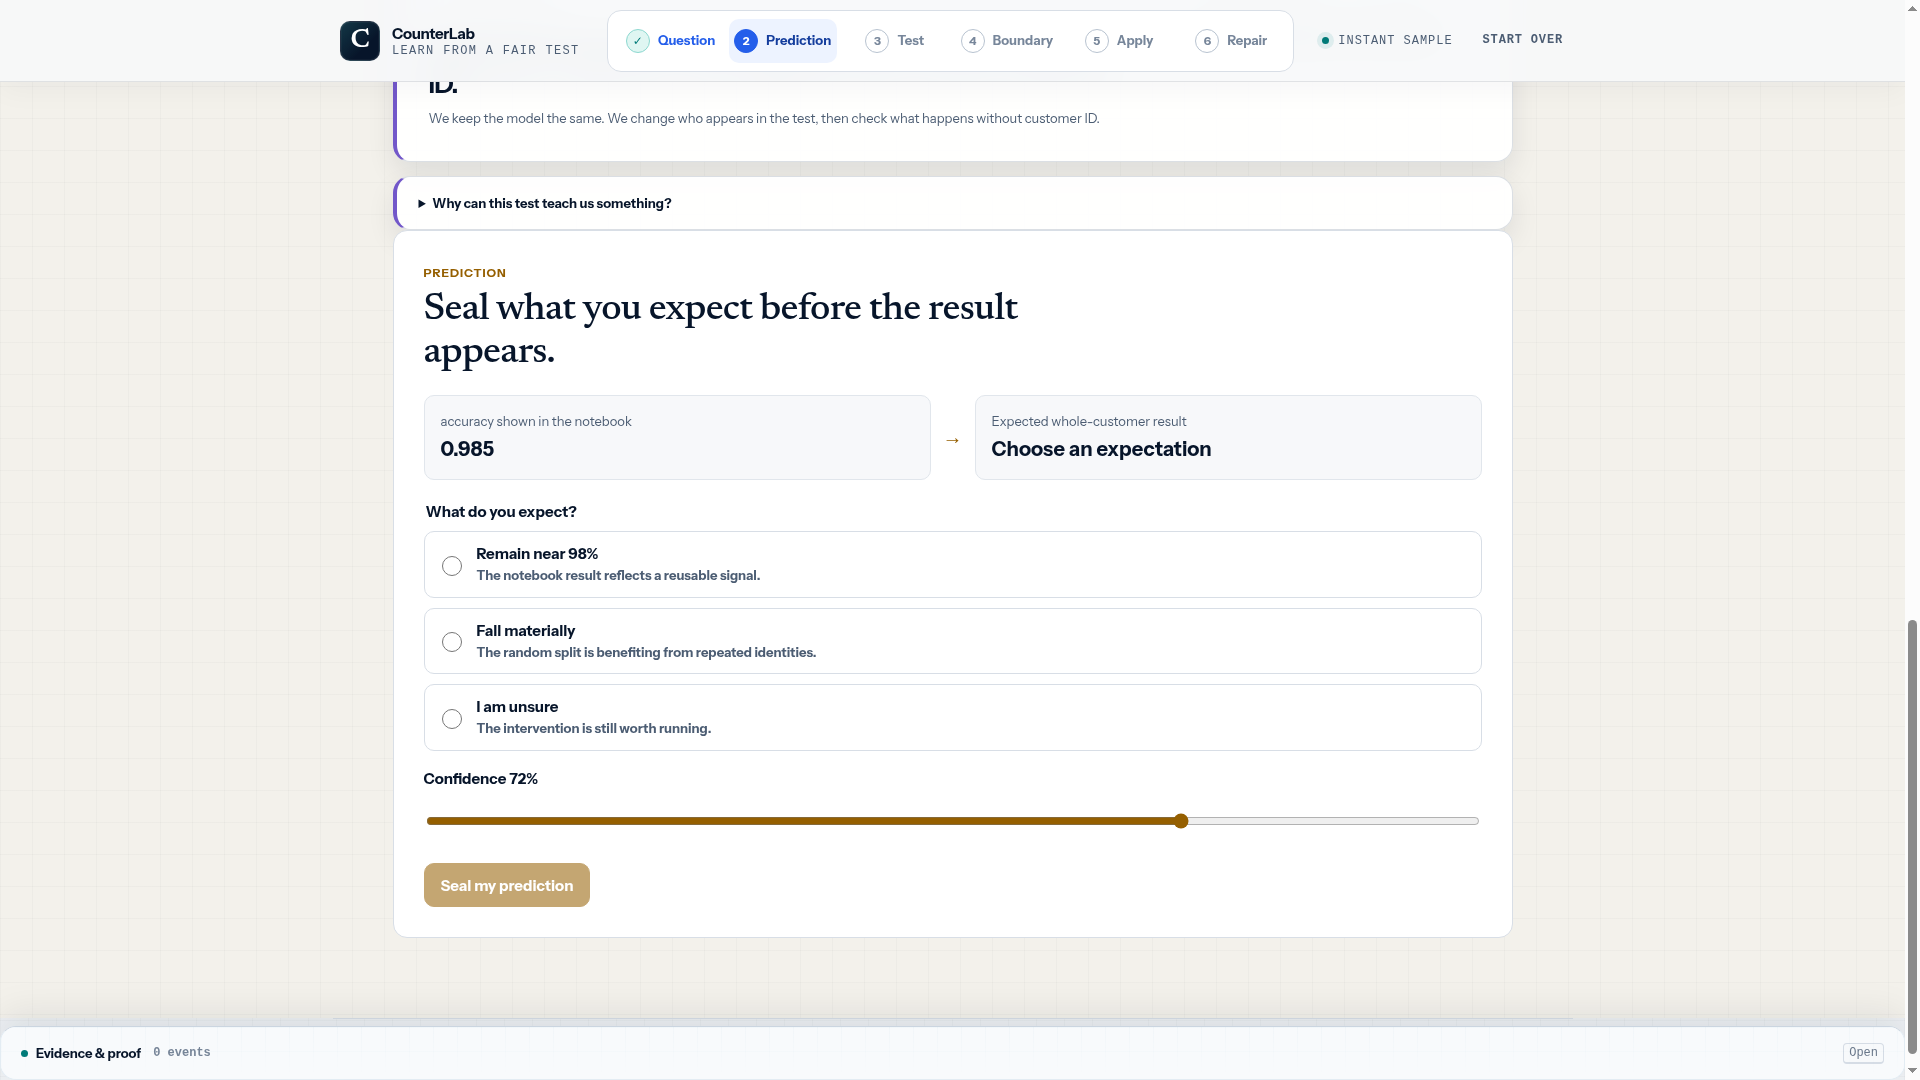 C
CounterLab
LEARN FROM A FAIR TEST
✓ Question
2 Prediction
3 Test
4 Boundary
5 Apply
6 Repair
INSTANT SAMPLE
START OVER
ID.
We keep the model the same. We change who appears in the test, then check what happens without customer ID.
Why can this test teach us something?
PREDICTION
Seal what you expect before the result
appears.
accuracy shown in the notebook
0.985
→
Expected whole-customer result
Choose an expectation
What do you expect?
Remain near 98%
The notebook result reflects a reusable signal.
Fall materially
The random split is benefiting from repeated identities.
I am unsure
The intervention is still worth running.
Confidence 72%
Seal my prediction
Evidence & proof 0 events
Open